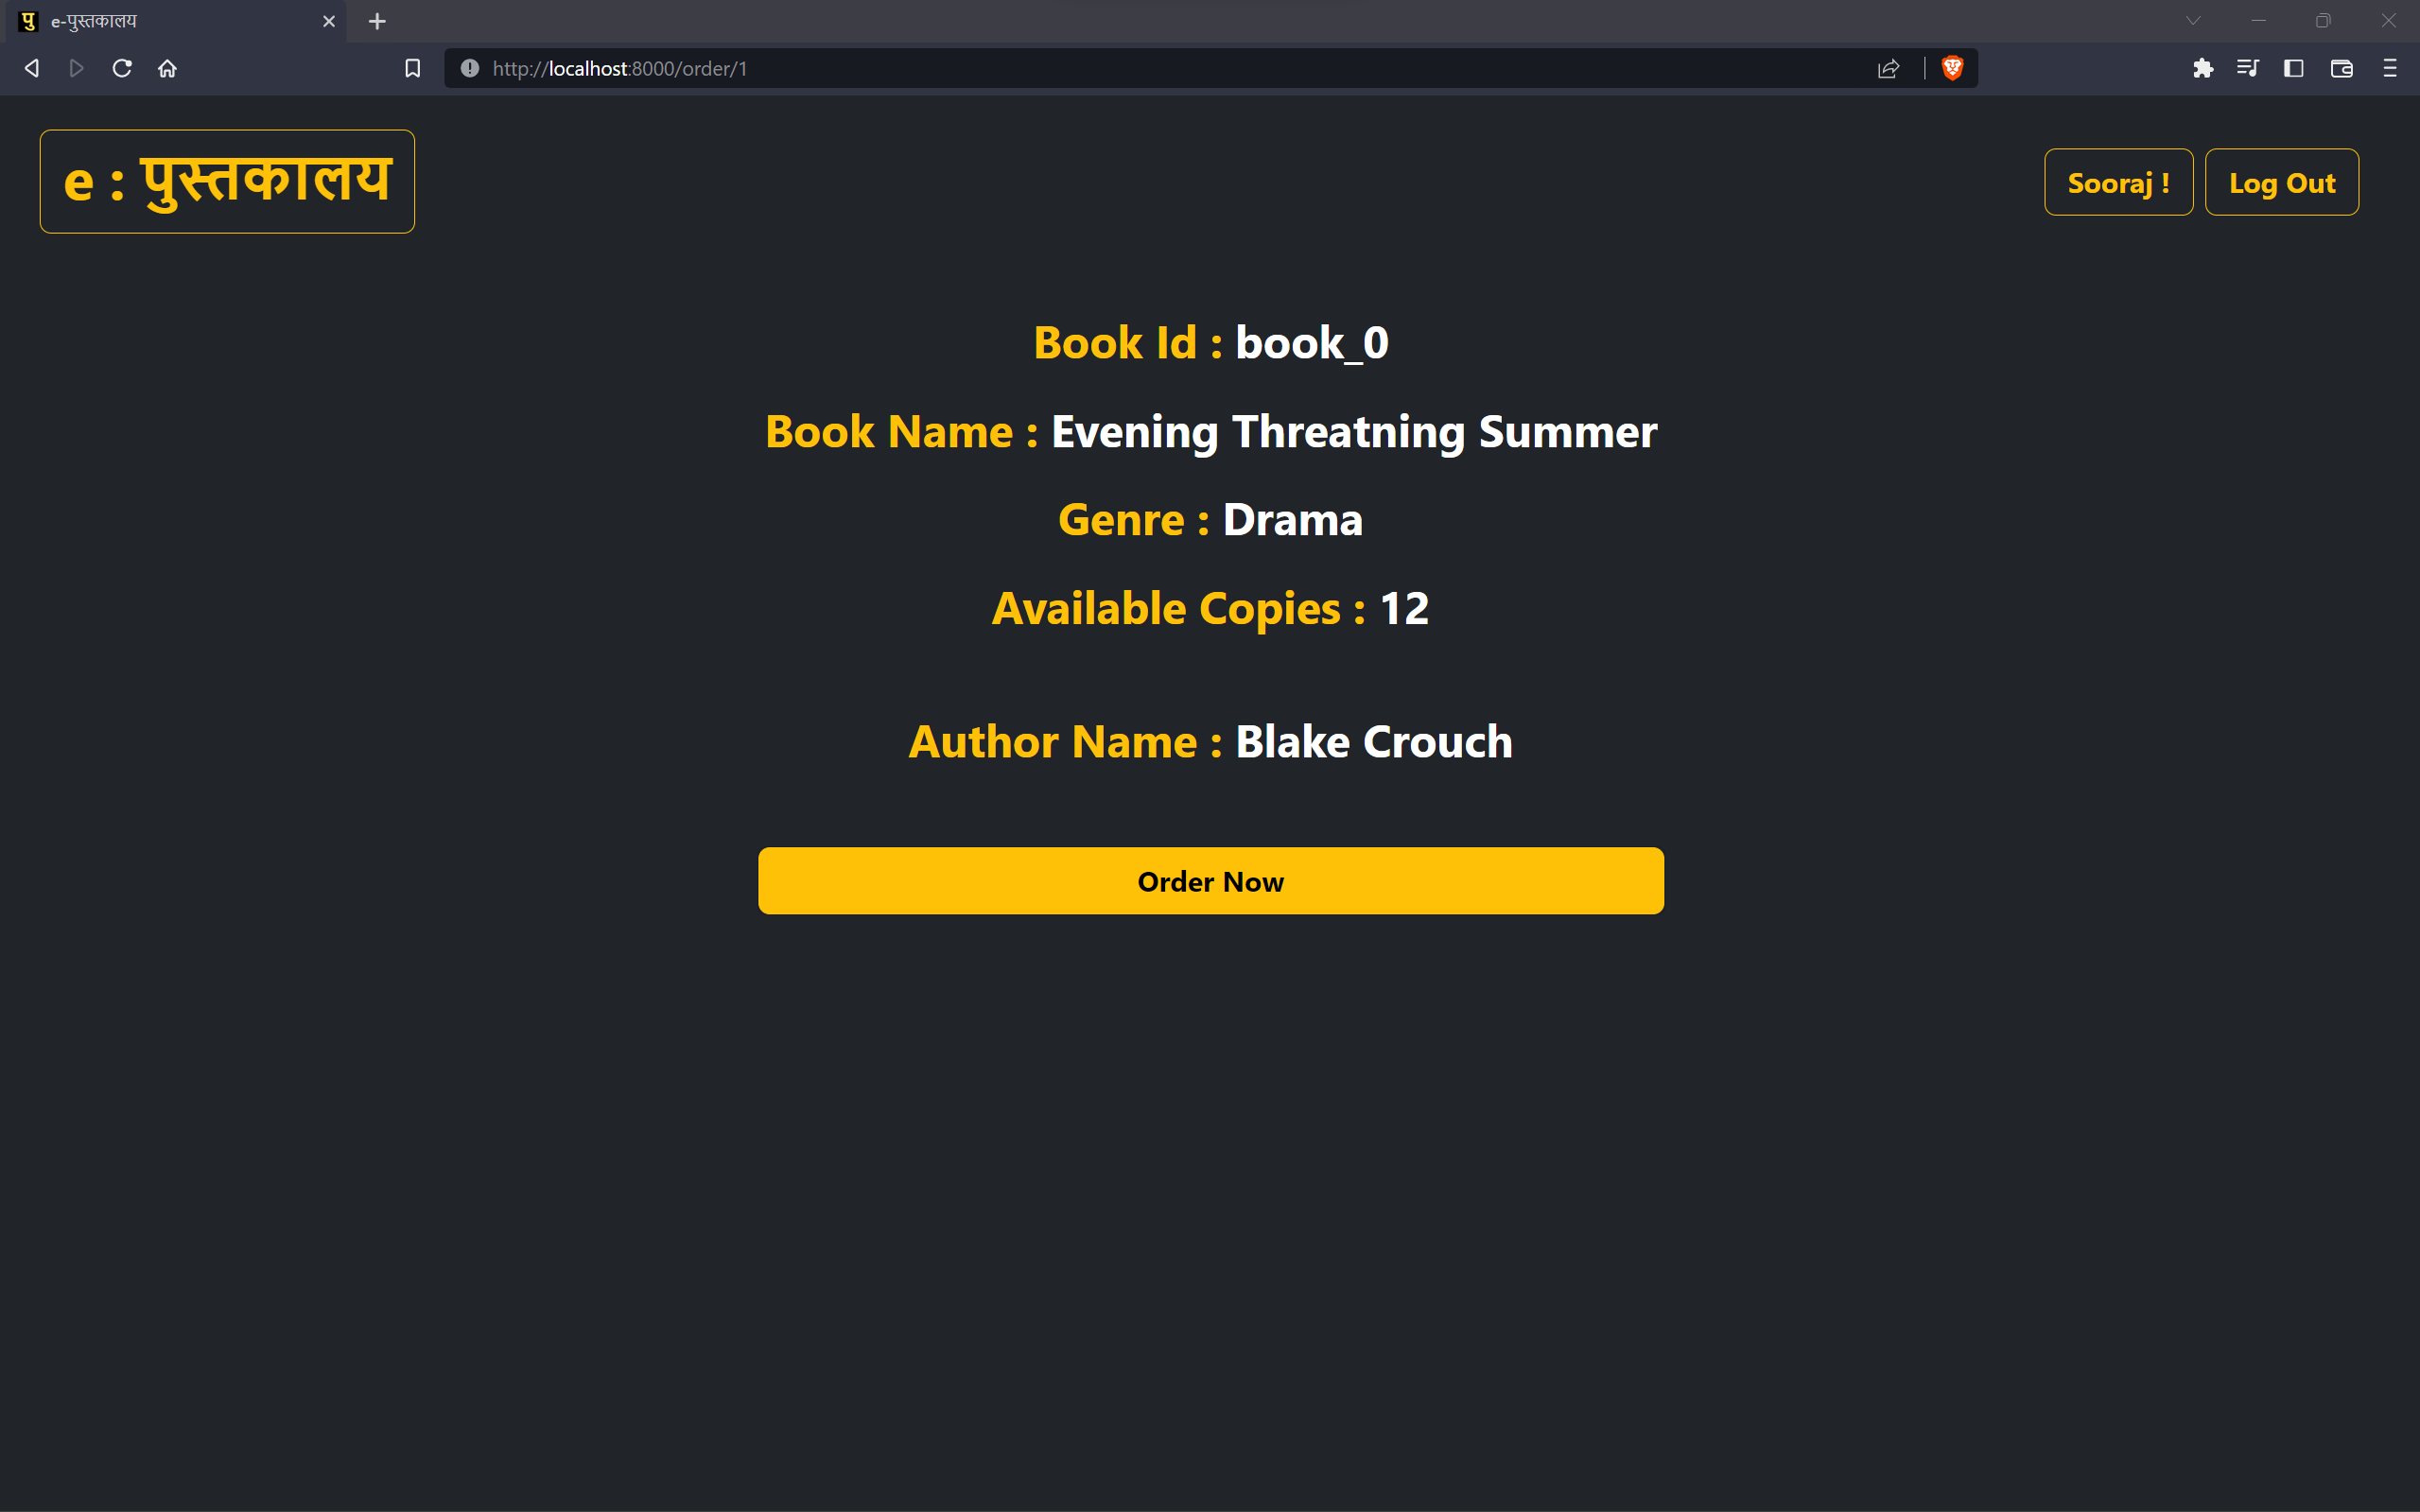 पु e-पुस्तकालय
http://localhost:8000/order/1
e : पुस्तकालय
Sooraj ! Log Out
Book Id : book_0
Book Name : Evening Threatning Summer
Genre : Drama
Available Copies : 12
Author Name : Blake Crouch
Order Now